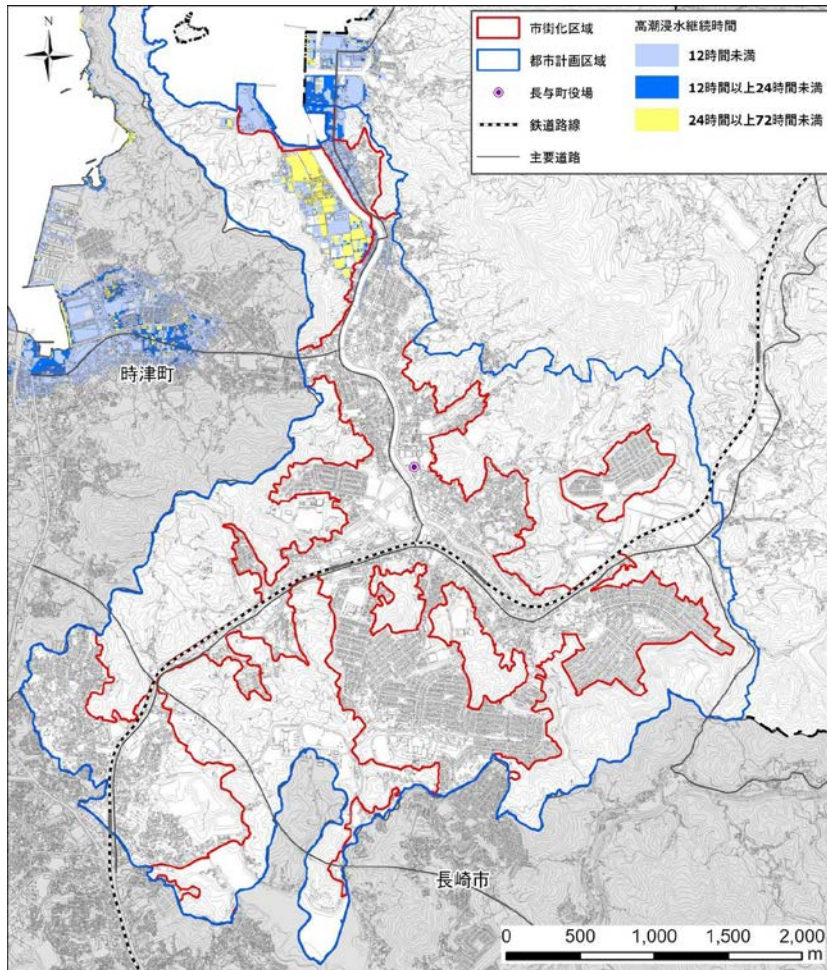 N
市街化区域
都市計画区域
長与町役場
鉄道路線
主要道路
高潮浸水継続時間
12時間未満
12時間以上24時間未満
24時間以上72時間未満
時津町
長崎市
0 500 1,000 1,500 2,000
m